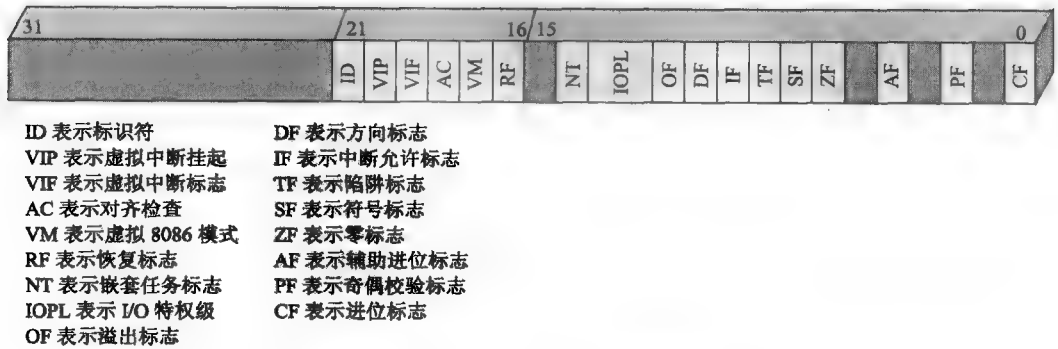 31 21 16 15 0
ID VIP VIF AC VM RF NT IOPL OF DF IF TF SF ZF AF PF CF
ID 表示标识符
VIP 表示虚拟中断挂起
VIF 表示虚拟中断标志
AC 表示对齐检查
VM 表示虚拟 8086 模式
RF 表示恢复标志
NT 表示嵌套任务标志
IOPL 表示 I/O 特权级
OF 表示溢出标志
DF 表示方向标志
IF 表示中断允许标志
TF 表示陷阱标志
SF 表示符号标志
ZF 表示零标志
AF 表示辅助进位标志
PF 表示奇偶校验标志
CF 表示进位标志